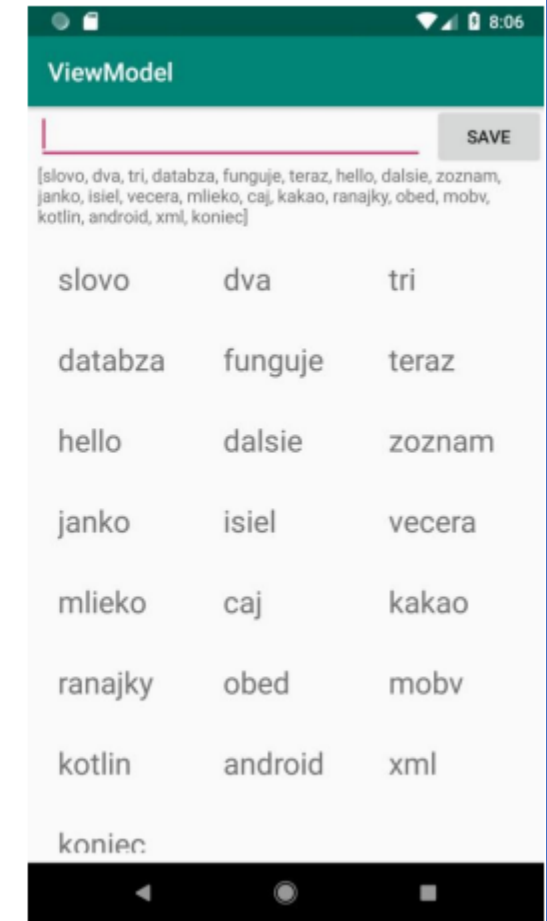 8:06
ViewModel
SAVE
[slovo, dva, tri, databza, funguje, teraz, hello, dalsie, zoznam,
janko, isiel, vecera, mlieko, caj, kakao, ranajky, obed, mobv,
kotlin, android, xml, koniec]
slovo dva tri
databza funguje teraz
hello dalsie zoznam
janko isiel vecera
mlieko caj kakao
ranajky obed mobv
kotlin android xml
koniec